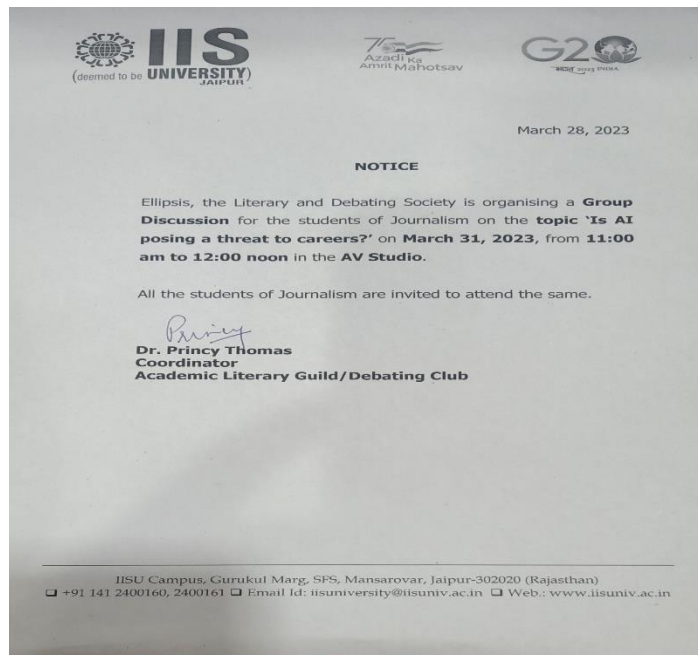 IIS
(deemed to be UNIVERSITY)
JAIPUR
75
Azadi Ka
Amrit Mahotsav
G20
भारत 2023 INDIA
March 28, 2023
NOTICE
Ellipsis, the Literary and Debating Society is organising a Group
Discussion for the students of Journalism on the topic ‘Is AI
posing a threat to careers?’ on March 31, 2023, from 11:00
am to 12:00 noon in the AV Studio.
All the students of Journalism are invited to attend the same.
Princy
Dr. Princy Thomas
Coordinator
Academic Literary Guild/Debating Club
IISU Campus, Gurukul Marg, SFS, Mansarovar, Jaipur-302020 (Rajasthan)
❑ +91 141 2400160, 2400161 ❑ Email Id: iisuniversity@iisuniv.ac.in ❑ Web.: www.iisuniv.ac.in